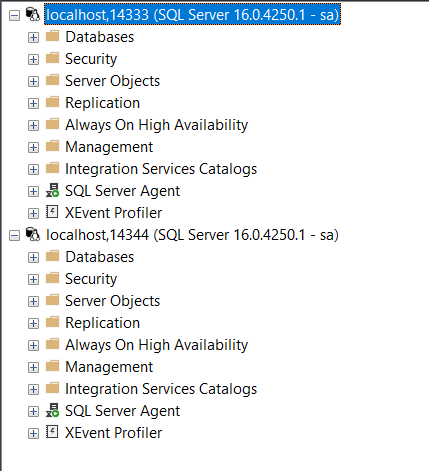 localhost,14333 (SQL Server 16.0.4250.1 - sa)
Databases
Security
Server Objects
Replication
Always On High Availability
Management
Integration Services Catalogs
SQL Server Agent
XEvent Profiler
localhost,14344 (SQL Server 16.0.4250.1 - sa)
Databases
Security
Server Objects
Replication
Always On High Availability
Management
Integration Services Catalogs
SQL Server Agent
XEvent Profiler